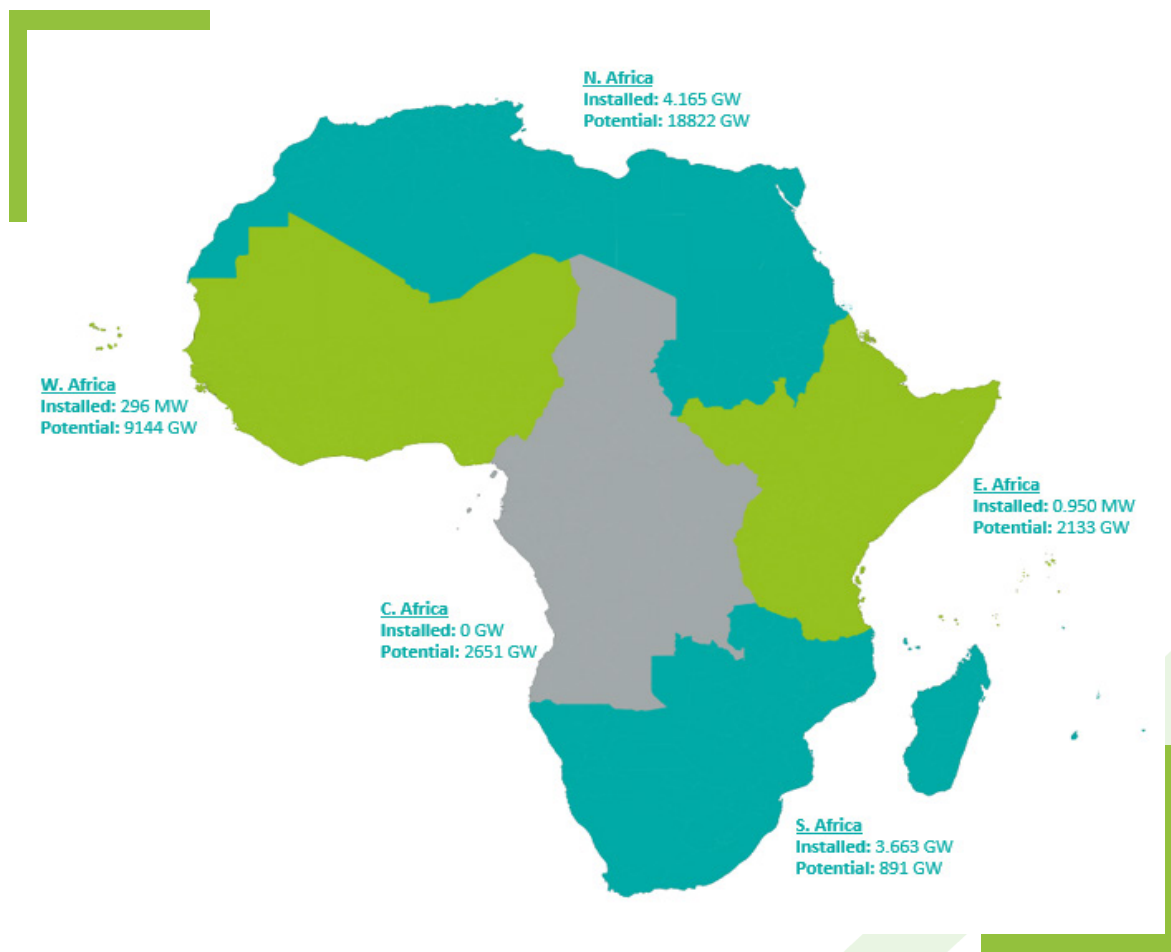 N. Africa
Installed: 4.165 GW
Potential: 18822 GW
W. Africa
Installed: 296 MW
Potential: 9144 GW
E. Africa
Installed: 0.950 MW
Potential: 2133 GW
C. Africa
Installed: 0 GW
Potential: 2651 GW
S. Africa
Installed: 3.663 GW
Potential: 891 GW